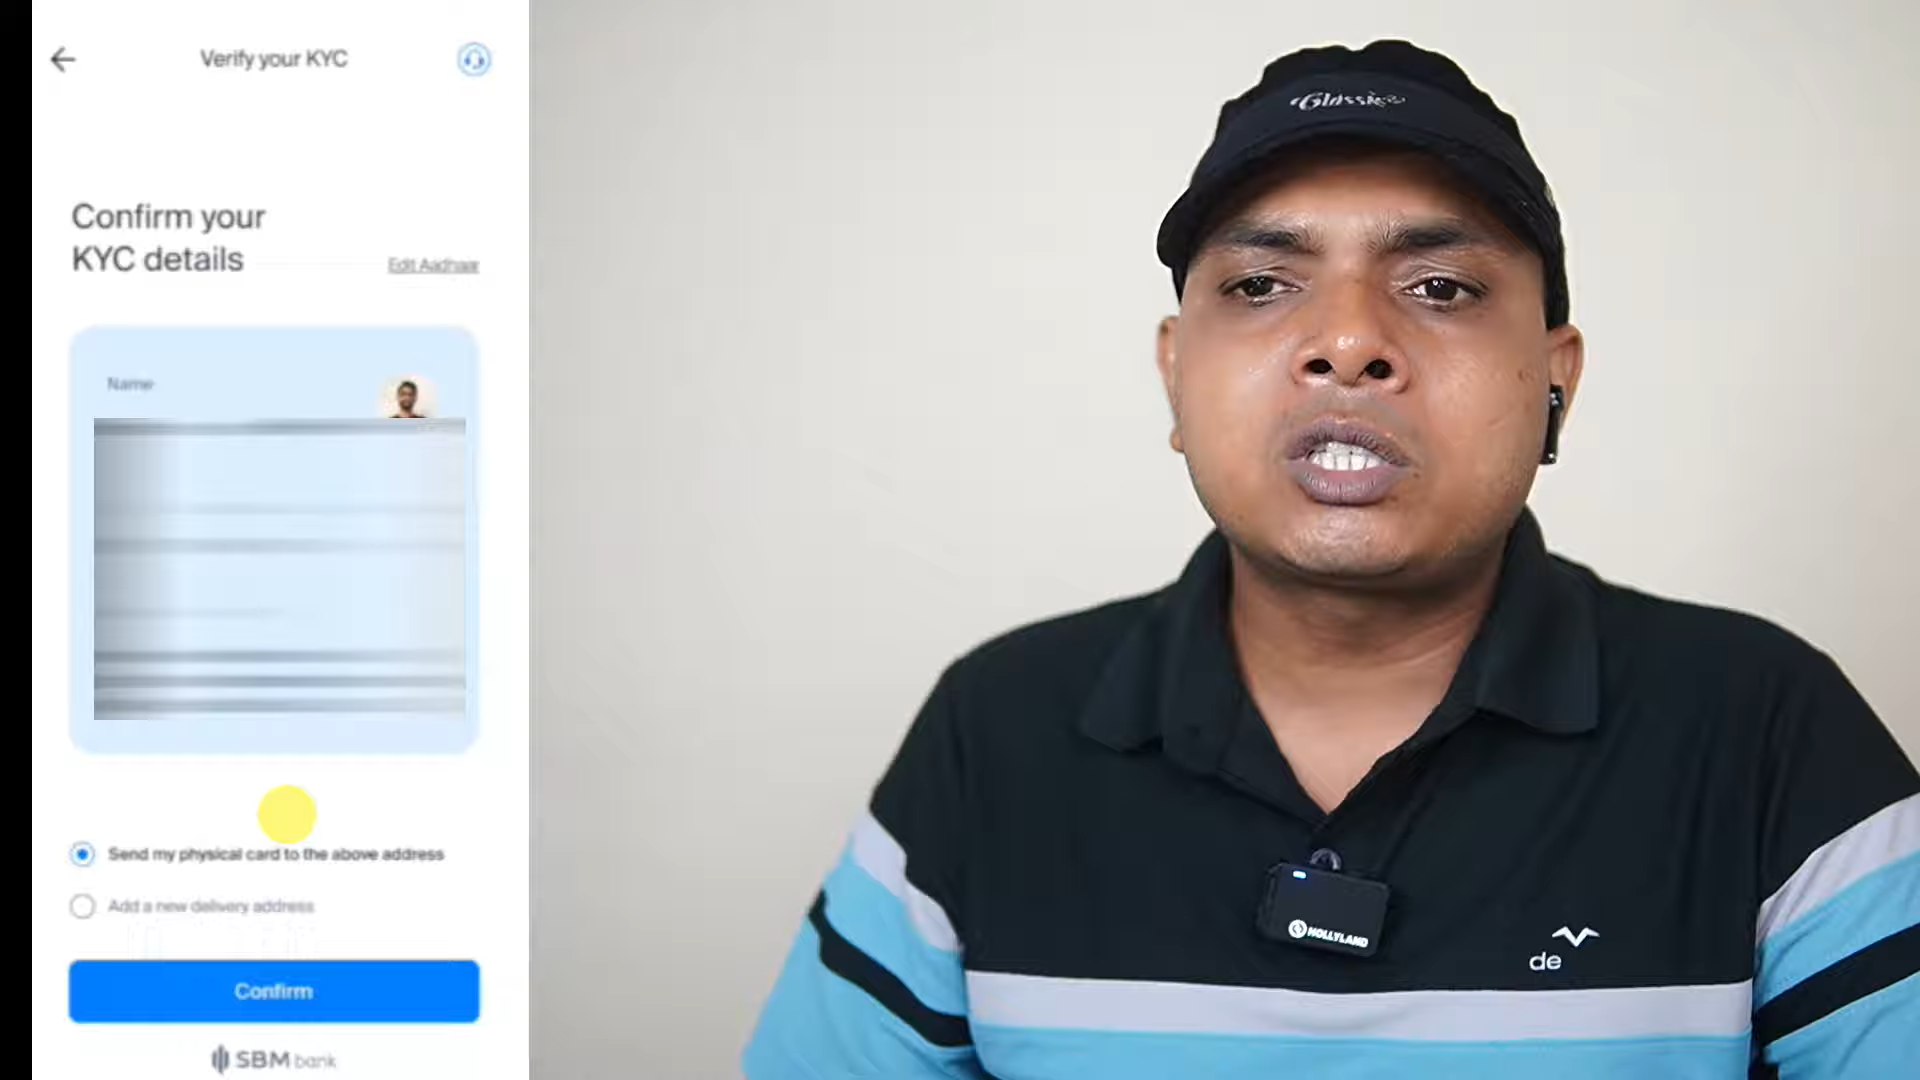 Verify your KYC
Confirm your
KYC details
Edit Aadhaar
Name
Send my physical card to the above address
Add a new delivery address
Confirm
SBM bank
Classic
HOLLYLAND
de